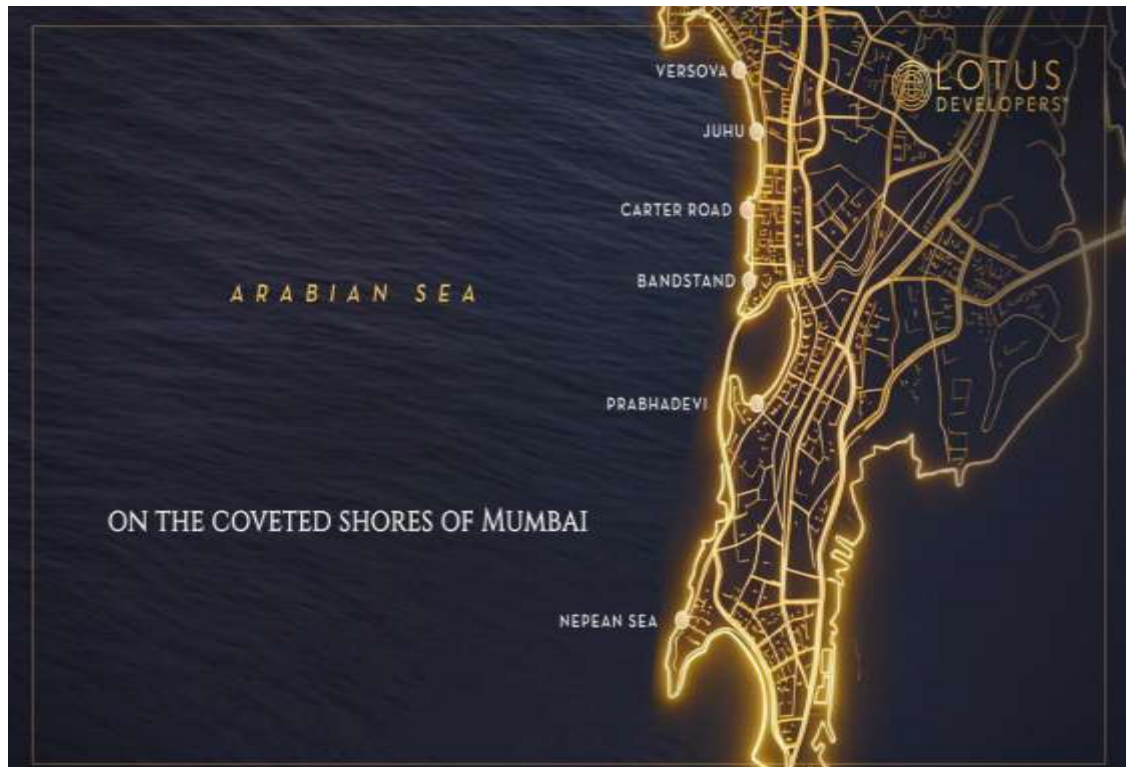 VERSOVA
LOTUS
DEVELOPERS
JUHU
CARTER ROAD
BANDSTAND
ARABIAN SEA
PRABHADEVI
ON THE COVETED SHORES OF MUMBAI
NEPEAN SEA